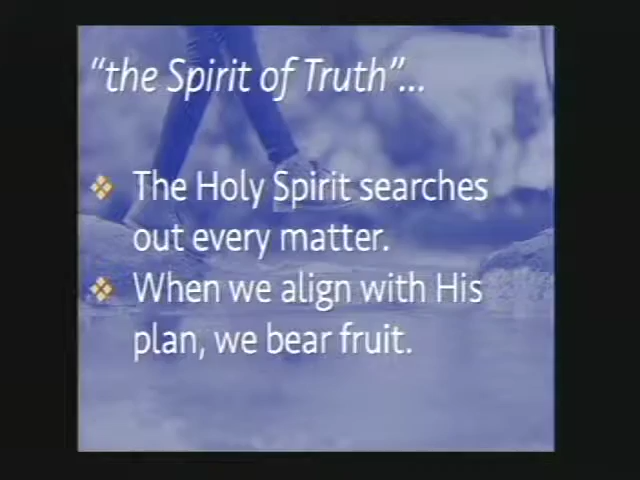 “the Spirit of Truth”...
The Holy Spirit searches
out every matter.
When we align with His
plan, we bear fruit.